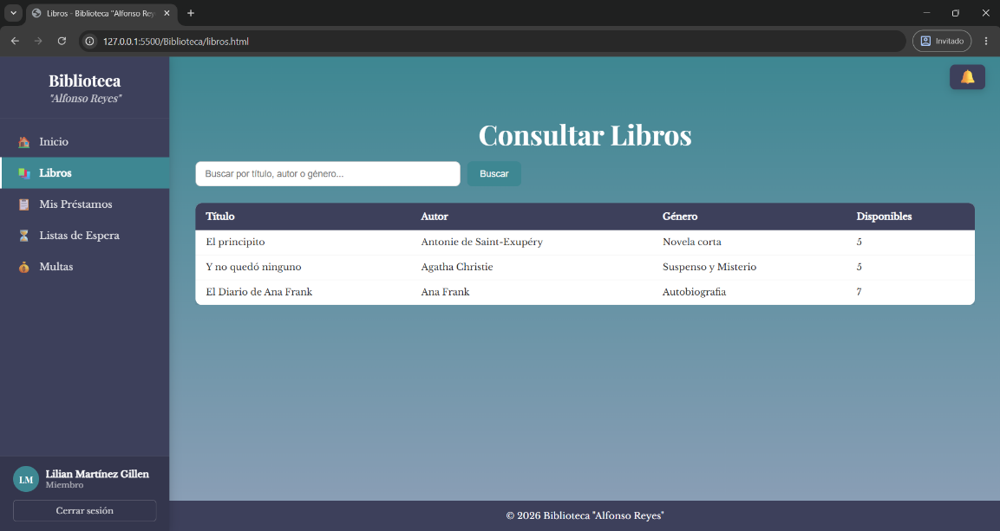 Libros - Biblioteca "Alfonso Rey
127.0.0.1:5500/Biblioteca/libros.html
Invitado
Biblioteca
"Alfonso Reyes"
Inicio
Libros
Mis Préstamos
Listas de Espera
Multas
Lilian Martínez Gillen
LM
Miembro
Cerrar sesión
Consultar Libros
Buscar por título, autor o género...
Buscar
Título Autor Género Disponibles
El principito Antonie de Saint-Exupéry Novela corta 5
Y no quedó ninguno Agatha Christie Suspenso y Misterio 5
El Diario de Ana Frank Ana Frank Autobiografia 7
© 2026 Biblioteca "Alfonso Reyes"